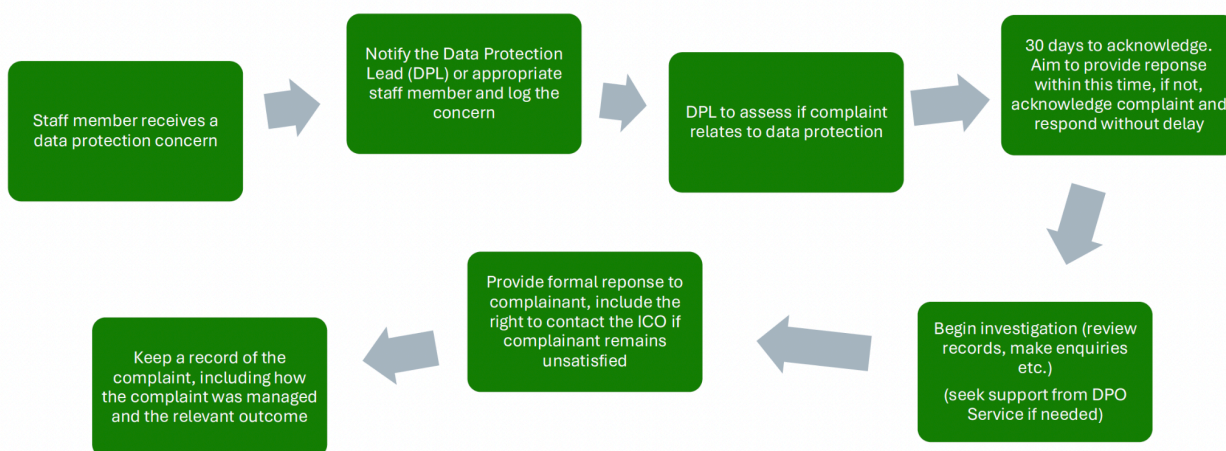 Staff member receives a
data protection concern
Notify the Data Protection
Lead (DPL) or appropriate
staff member and log the
concern
DPL to assess if complaint
relates to data protection
30 days to acknowledge.
Aim to provide reponse
within this time, if not,
acknowledge complaint and
respond without delay
Begin investigation (review
records, make enquiries
etc.)
(seek support from DPO
Service if needed)
Provide formal reponse to
complainant, include the
right to contact the ICO if
complainant remains
unsatisfied
Keep a record of the
complaint, including how
the complaint was managed
and the relevant outcome